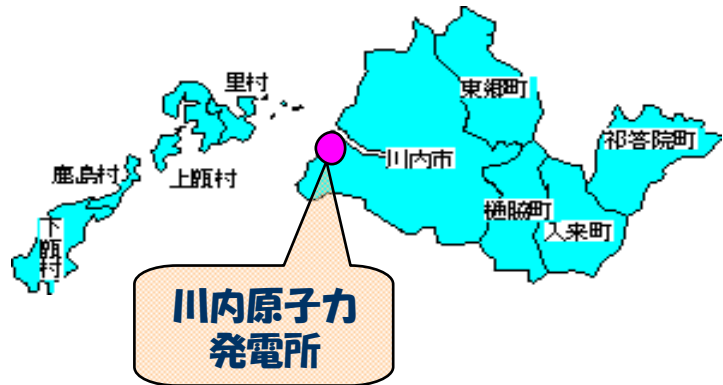 里村
東郷町
祁答院町
川内市
鹿島村
上甑村
樋脇町
入来町
下甑村
川内原子力
発電所